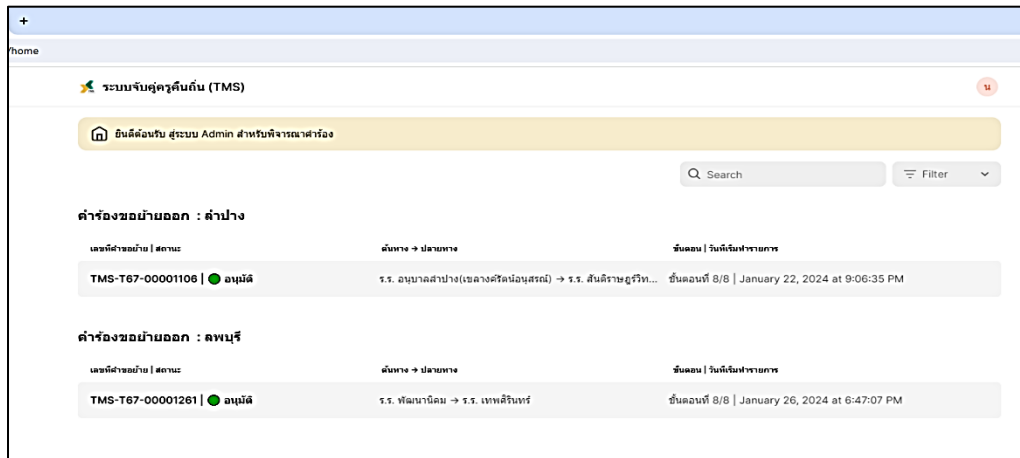 +
/home
ระบบจับคู่ครูคืนถิ่น (TMS)
น
ยินดีต้อนรับ สู่ระบบ Admin สำหรับพิจารณาคำร้อง
Search
Filter
คำร้องขอย้ายออก : ลำปาง
เลขที่คำขอย้าย | สถานะ ต้นทาง → ปลายทาง ขั้นตอน | วันที่เริ่มทำรายการ
TMS-T67-00001106 | อนุมัติ ร.ร. อนุบาลลำปาง(เขลางค์รัตน์อนุสรณ์) → ร.ร. สันติราษฎร์วิท... ขั้นตอนที่ 8/8 | January 22, 2024 at 9:06:35 PM
คำร้องขอย้ายออก : ลพบุรี
เลขที่คำขอย้าย | สถานะ ต้นทาง → ปลายทาง ขั้นตอน | วันที่เริ่มทำรายการ
TMS-T67-00001261 | อนุมัติ ร.ร. พัฒนานิคม → ร.ร. เทพศิรินทร์ ขั้นตอนที่ 8/8 | January 26, 2024 at 6:47:07 PM